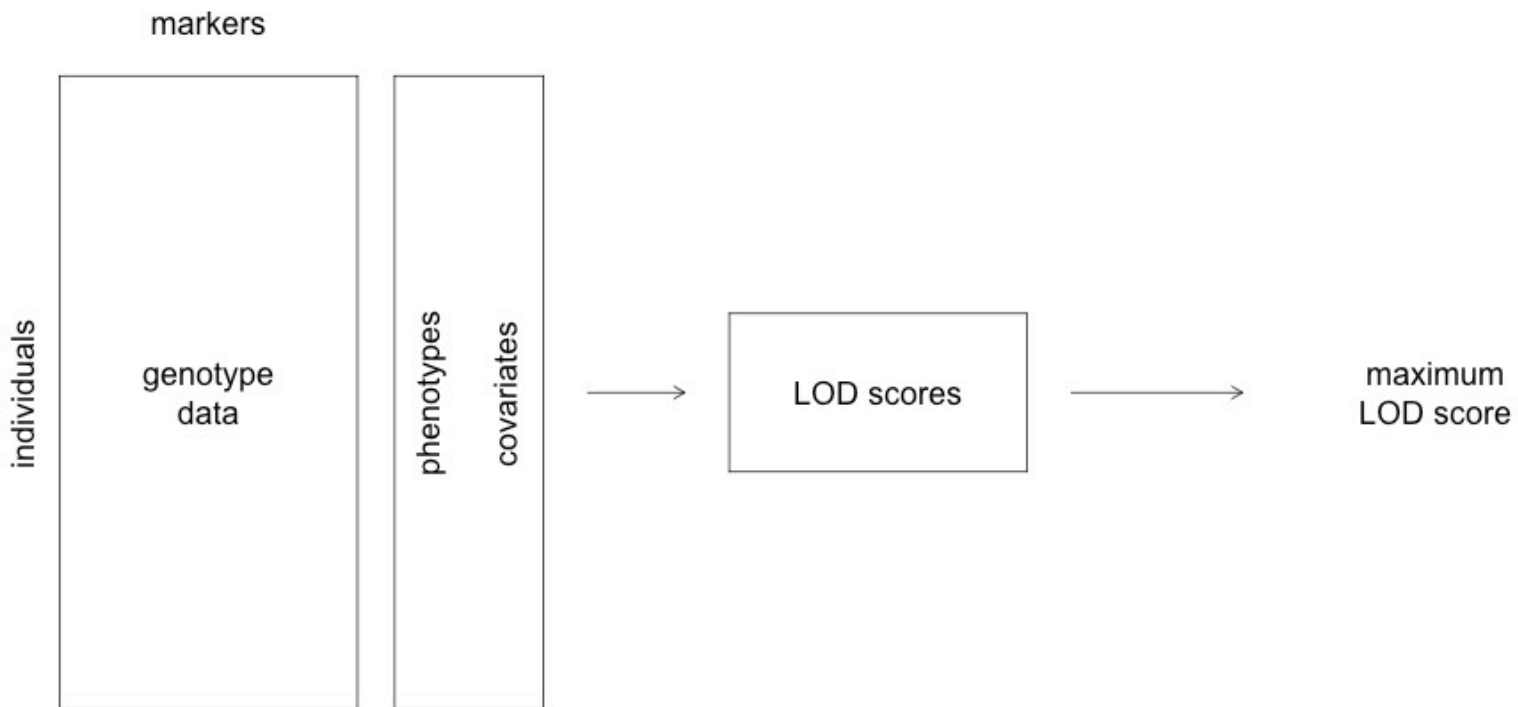 markers
individuals
genotype
data
phenotypes
covariates
LOD scores
maximum
LOD score